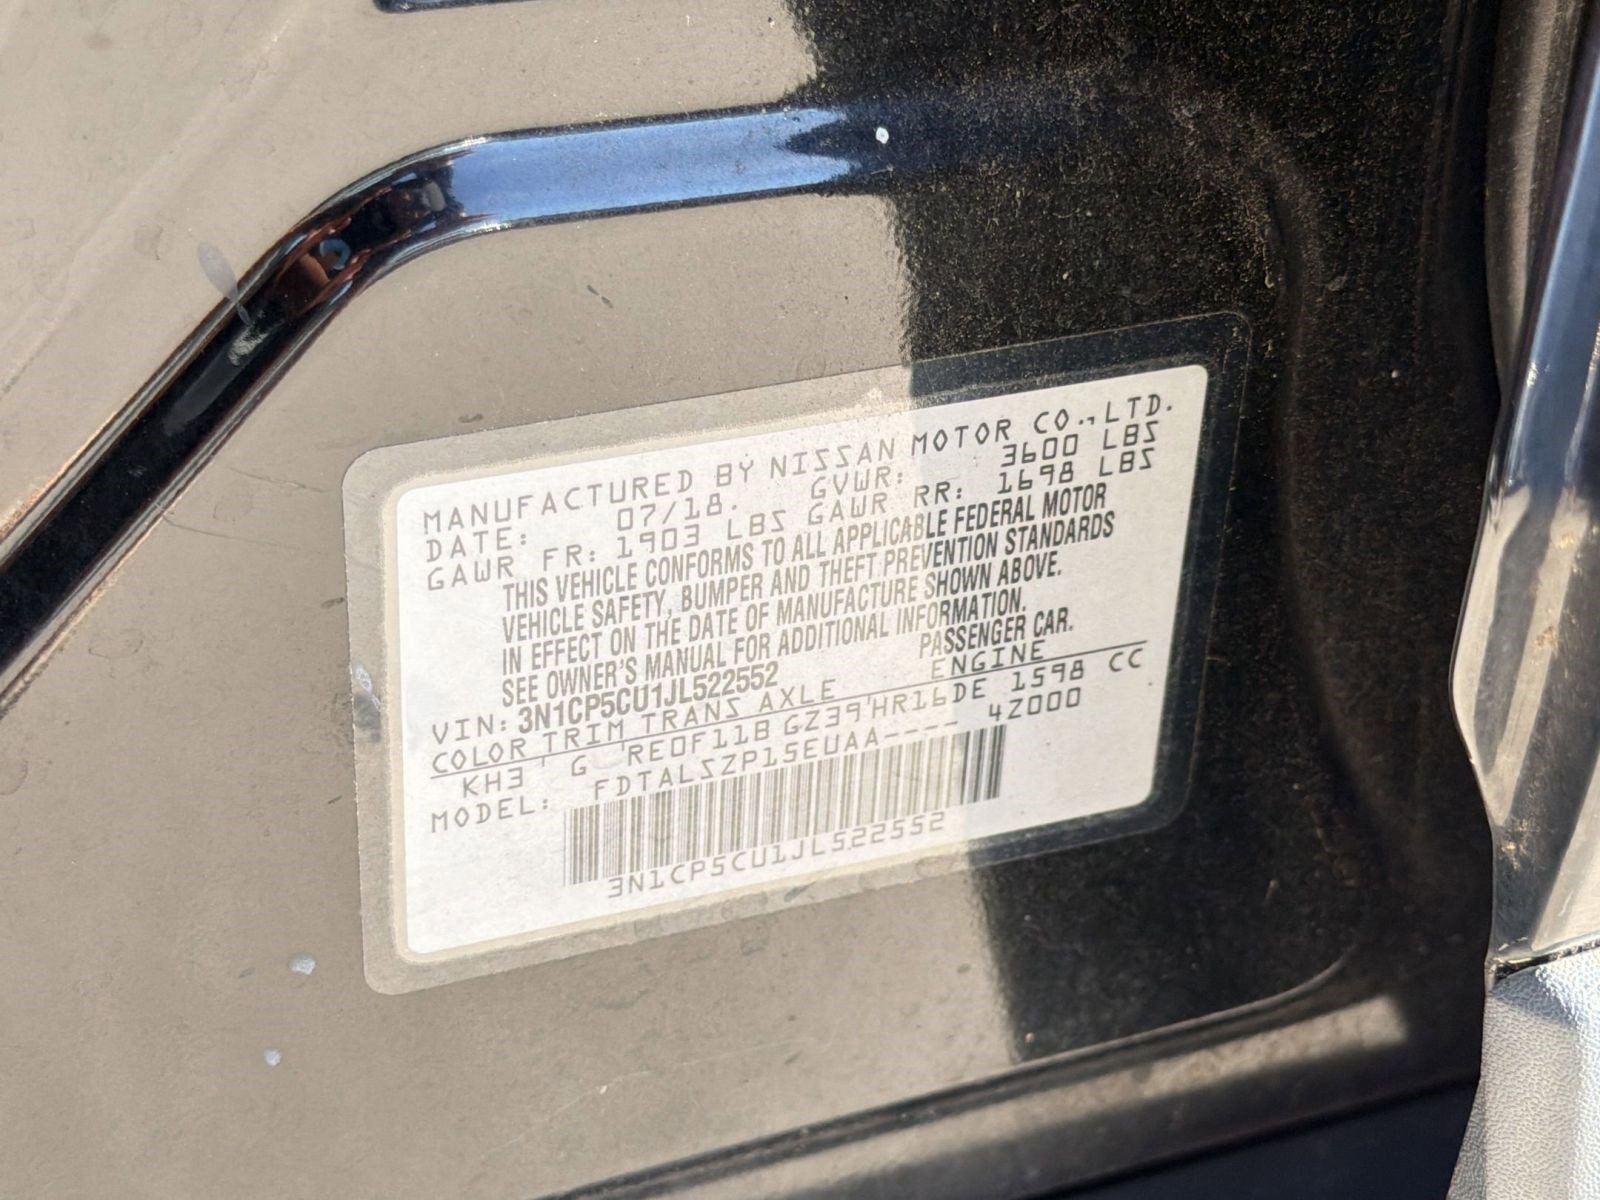 MANUFACTURED BY NISSAN MOTOR CO., LTD.
DATE: 07/18. GVWR: 3600 LBS
GAWR FR: 1903 LBS GAWR RR: 1698 LBS
THIS VEHICLE CONFORMS TO ALL APPLICABLE FEDERAL MOTOR
VEHICLE SAFETY, BUMPER AND THEFT PREVENTION STANDARDS
IN EFFECT ON THE DATE OF MANUFACTURE SHOWN ABOVE.
SEE OWNER'S MANUAL FOR ADDITIONAL INFORMATION.
VIN: 3N1CP5CU1JL522552 PASSENGER CAR.
COLOR TRIM TRANS AXLE ENGINE
KH3 G RE0F11B GZ39 HR16DE 1598 CC
MODEL: FDTALSZP15EUAA---- 4Z000
3N1CP5CU1JL522552